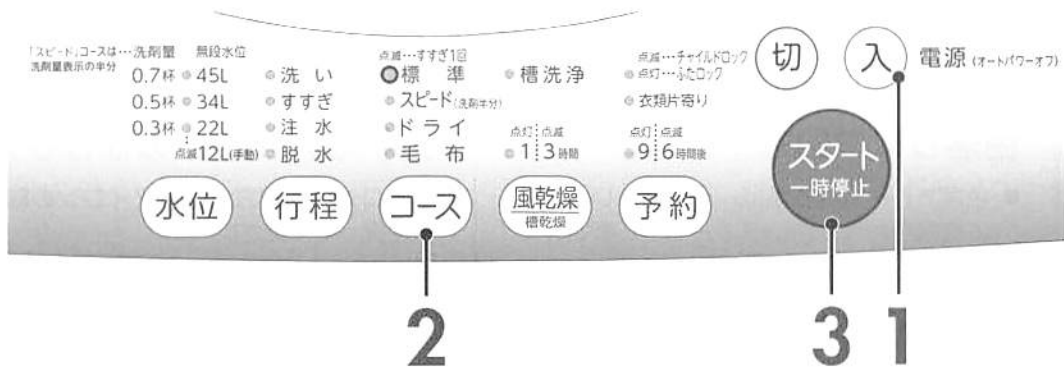 「スピード」コースは…洗剤量 無段水位
洗剤量表示の半分
0.7杯 45L
0.5杯 34L
0.3杯 22L
点滅12L(手動)
水位
洗い
すすぎ
注水
脱水
行程
点滅…すすぎ1回
標準
スピード(洗剤半分)
ドライ
毛布
コース
槽洗浄
点灯 点滅
1 3時間
風乾燥
槽乾燥
点滅…チャイルドロック
点灯…ふたロック
衣類片寄り
点灯 点滅
9 6時間後
予約
切
入
電源(オートパワーオフ)
スタート
一時停止
2
3
1